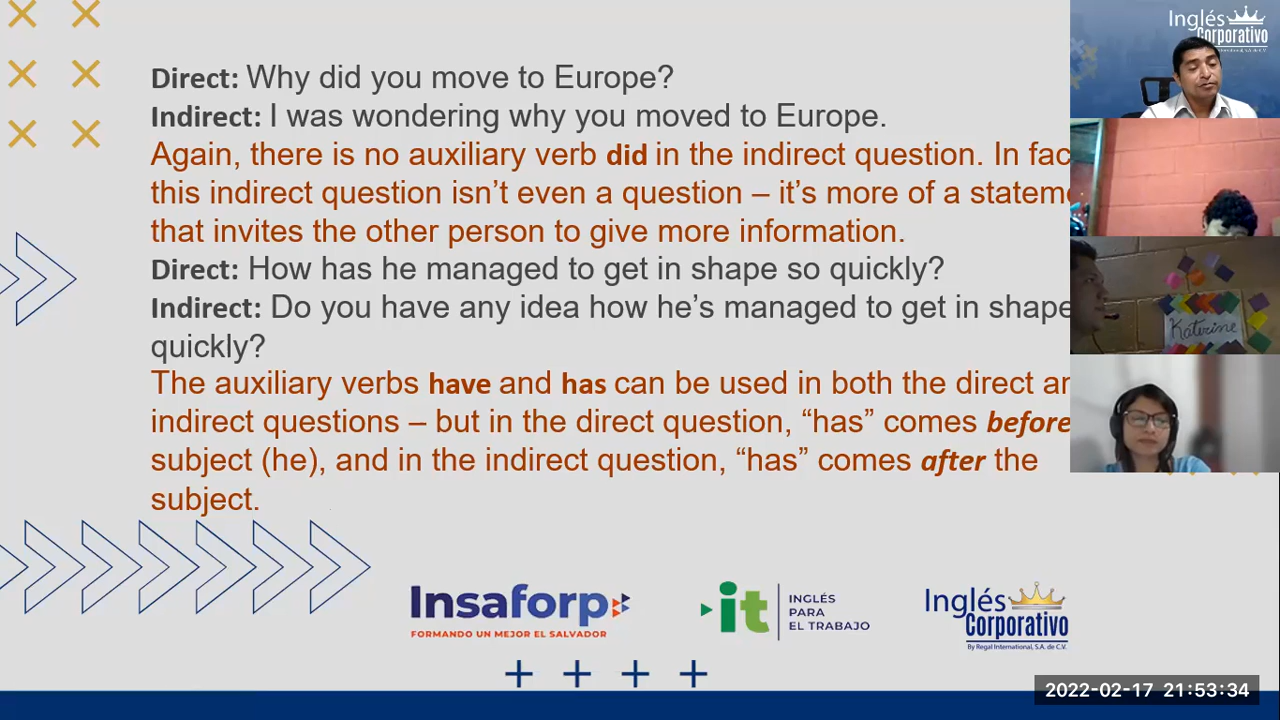 Direct: Why did you move to Europe?
Indirect: I was wondering why you moved to Europe.
Again, there is no auxiliary verb did in the indirect question. In
this indirect question isn't even a question – it's more of a
that invites the other person to give more information.
Direct: How has he managed to get in shape so quickly?
Indirect: Do you have any idea how he's managed to get in shape
quickly?
The auxiliary verbs have and has can be used in both the direct
indirect questions – but in the direct question, “has” comes before
subject (he), and in the indirect question, “has” comes after the
subject.
Inglés
Corporativo
Katerine
Insaforp
FORMANDO UN MEJOR EL SALVADOR
it
INGLÉS
PARA
EL TRABAJO
Inglés
Corporativo
By Regal International, S.A. de C.V.
2022-02-17 21:53:34